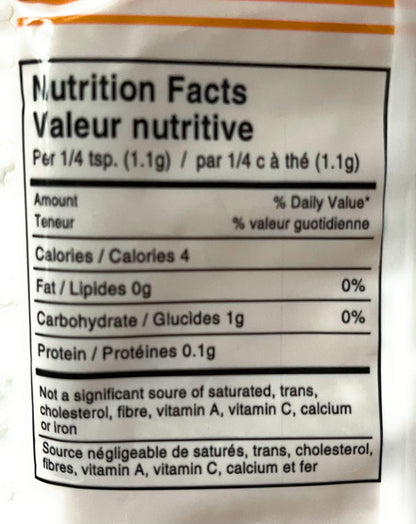 Nutrition Facts
Valeur nutritive
Per 1/4 tsp. (1.1g) / par 1/4 c à thé (1.1g)
Amount % Daily Value*
Teneur % valeur guotidienne
Calories / Calories 4
Fat / Lipides 0g 0%
Carbohydrate / Glucides 1g 0%
Protein / Protéines 0.1g
Not a significant soure of saturated, trans,
cholesterol, fibre, vitamin A, vitamin C, calcium
or iron
Source négligeable de saturés, trans, cholesterol,
fibres, vitamin A, vitamin C, calcium et fer